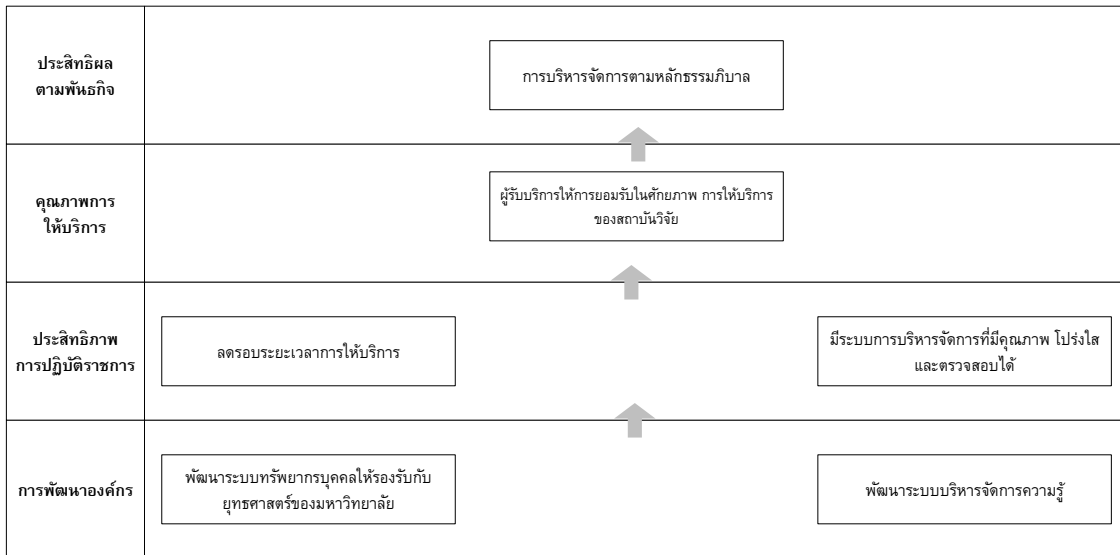 ประสิทธิผล
ตามพันธกิจ
การบริหารจัดการตามหลักธรรมภิบาล
คุณภาพการ
ให้บริการ
ผู้รับบริการให้การยอมรับในศักยภาพ การให้บริการ
ของสถาบันวิจัย
ประสิทธิภาพ
การปฏิบัติราชการ
ลดรอบระยะเวลาการให้บริการ
มีระบบการบริหารจัดการที่มีคุณภาพ โปร่งใส
และตรวจสอบได้
การพัฒนาองค์กร
พัฒนาระบบทรัพยากรบุคคลให้รองรับกับ
ยุทธศาสตร์ของมหาวิทยาลัย
พัฒนาระบบบริหารจัดการความรู้